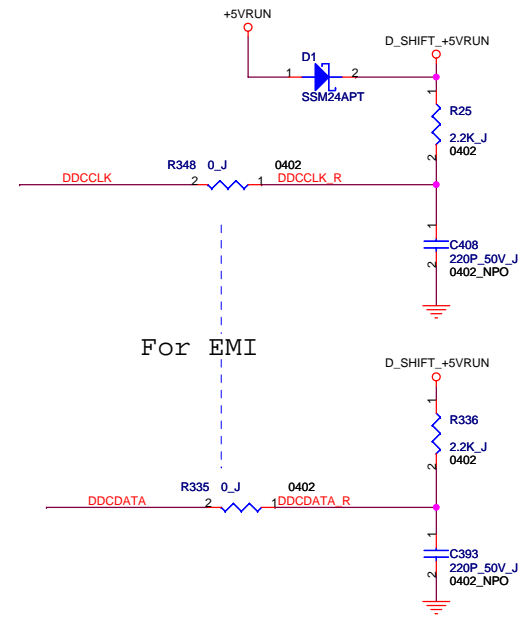 +5VRUN
D_SHIFT_+5VRUN
D1
1
2
SSM24APT
1
R25
2.2K_J
0402
2
R348 0_J 0402
DDCCLK
2
1
DDCCLK_R
1
C408
220P_50V_J
0402_NPO
2
For EMI
D_SHIFT_+5VRUN
1
R336
2.2K_J
0402
2
R335 0_J 0402
DDCDATA
2
1
DDCDATA_R
1
C393
220P_50V_J
0402_NPO
2